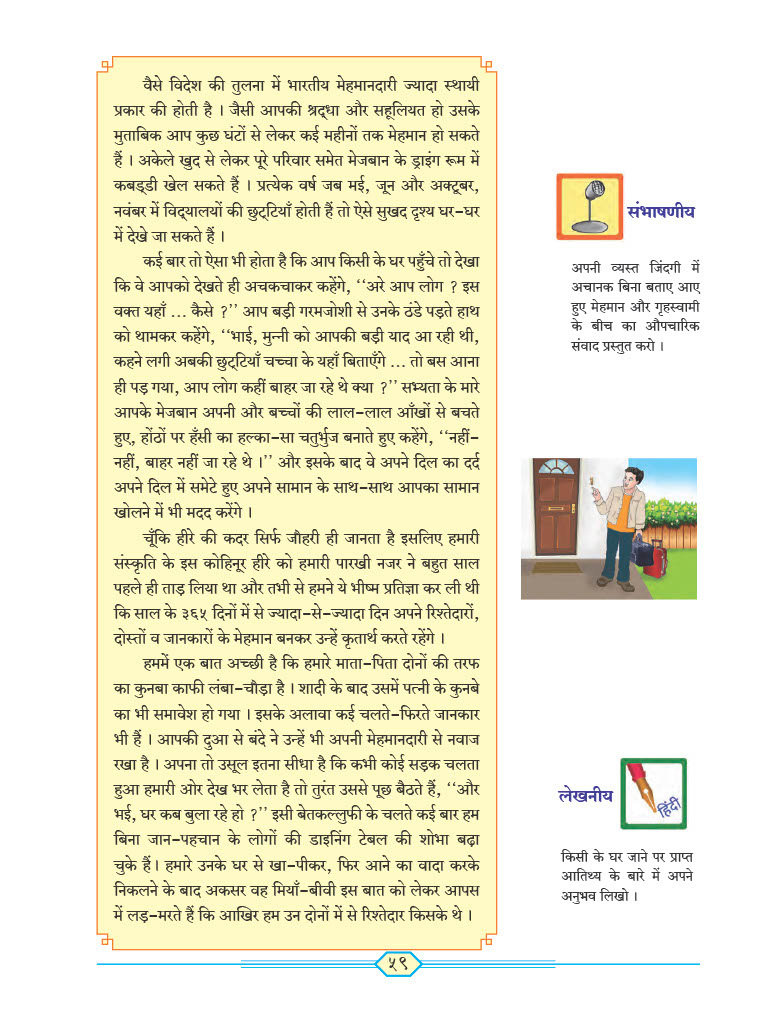 वैसे विदेश की तुलना में भारतीय मेहमानदारी ज्यादा स्थायी
प्रकार की होती है । जैसी आपकी श्रद्धा और सहूलियत हो उसके
मुताबिक आप कुछ घंटों से लेकर कई महीनों तक मेहमान हो सकते
हैं । अकेले खुद से लेकर पूरे परिवार समेत मेजबान के ड्राइंग रूम में
कबड्डी खेल सकते हैं । प्रत्येक वर्ष जब मई, जून और अक्टूबर,
नवंबर में विद्यालयों की छुट्टियाँ होती हैं तो ऐसे सुखद दृश्य घर-घर
में देखे जा सकते हैं ।
कई बार तो ऐसा भी होता है कि आप किसी के घर पहुँचे तो देखा
कि वे आपको देखते ही अचकचाकर कहेंगे, ‘‘अरे आप लोग ? इस
वक्त यहाँ ... कैसे ?’’ आप बड़ी गरमजोशी से उनके ठंडे पड़ते हाथ
को थामकर कहेंगे, ‘‘भाई, मुन्नी को आपकी बड़ी याद आ रही थी,
कहने लगी अबकी छुट्टियाँ चच्चा के यहाँ बिताएँगे ... तो बस आना
ही पड़ गया, आप लोग कहीं बाहर जा रहे थे क्या ?’’ सभ्यता के मारे
आपके मेजबान अपनी और बच्चों की लाल-लाल आँखों से बचते
हुए, होंठों पर हँसी का हल्का-सा चतुर्भुज बनाते हुए कहेंगे, ‘‘नहीं-
नहीं, बाहर नहीं जा रहे थे ।’’ और इसके बाद वे अपने दिल का दर्द
अपने दिल में समेटे हुए अपने सामान के साथ-साथ आपका सामान
खोलने में भी मदद करेंगे ।
चूँकि हीरे की कदर सिर्फ जौहरी ही जानता है इसलिए हमारी
संस्कृति के इस कोहिनूर हीरे को हमारी पारखी नजर ने बहुत साल
पहले ही ताड़ लिया था और तभी से हमने ये भीष्म प्रतिज्ञा कर ली थी
कि साल के ३६५ दिनों में से ज्यादा-से-ज्यादा दिन अपने रिश्तेदारों,
दोस्तों व जानकारों के मेहमान बनकर उन्हें कृतार्थ करते रहेंगे ।
हममें एक बात अच्छी है कि हमारे माता-पिता दोनों की तरफ
का कुनबा काफी लंबा-चौड़ा है । शादी के बाद उसमें पत्नी के कुनबे
का भी समावेश हो गया । इसके अलावा कई चलते-फिरते जानकार
भी हैं । आपकी दुआ से बंदे ने उन्हें भी अपनी मेहमानदारी से नवाज
रखा है । अपना तो उसूल इतना सीधा है कि कभी कोई सड़क चलता
हुआ हमारी ओर देख भर लेता है तो तुरंत उससे पूछ बैठते हैं, ‘‘और
भई, घर कब बुला रहे हो ?’’ इसी बेतकल्लुफी के चलते कई बार हम
बिना जान-पहचान के लोगों की डाइनिंग टेबल की शोभा बढ़ा
चुके हैं । हमारे उनके घर से खा-पीकर, फिर आने का वादा करके
निकलने के बाद अकसर वह मियाँ-बीवी इस बात को लेकर आपस
में लड़-मरते हैं कि आखिर हम उन दोनों में से रिश्तेदार किसके थे ।
संभाषणीय
अपनी व्यस्त जिंदगी में
अचानक बिना बताए आए
हुए मेहमान और गृहस्वामी
के बीच का औपचारिक
संवाद प्रस्तुत करो ।
लेखनीय
हिंदी
किसी के घर जाने पर प्राप्त
आतिथ्य के बारे में अपने
अनुभव लिखो ।
५९